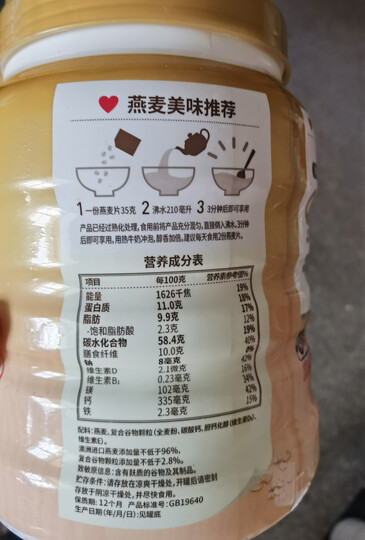 燕麦美味推荐
1 一份燕麦片35克 2 沸水210毫升 3 3分钟后即可享用
产品已经过熟化处理，食用前将产品充分混匀，直接倒入沸水，3分
钟后即可享用，用热牛奶冲泡，醇香加倍。建议每天食用2份燕麦片。
营养成分表
项目 每100克 营养素参考值%
能量 1626千焦 19%
蛋白质 11.0克 18%
脂肪 9.9克 17%
-饱和脂肪酸 2.3克 12%
碳水化合物 58.4克 19%
膳食纤维 10.0克 40%
钠 8毫克 0%
维生素D 2.1微克 42%
维生素B₁ 0.23毫克 16%
镁 102毫克 34%
钙 335毫克 42%
铁 2.3毫克 15%
配料：燕麦、复合谷物颗粒（全麦粉、碳酸钙、胆钙化醇（维生素D₃）、
维生素E）。
澳洲进口燕麦添加量不低于96%，
复合谷物颗粒添加量不低于2.8%。
致敏原信息：含有麸质的谷物及其制品。
贮存条件：请存放在凉爽干燥处，开罐后请密封
存放于阴凉干燥处，并尽快食用。
保质期：12个月 产品标准号：GB19640
生产日期（年/月/日）：见罐底